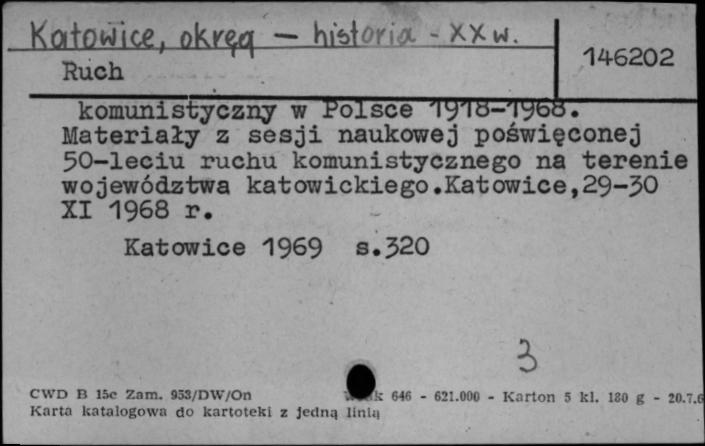 Katowice, okręg - historia - XX w.
146202
Ruch
komunistyczny w Polsce 1918-1968.
Materiały z sesji naukowej poświęconej
50-leciu ruchu komunistycznego na terenie
województwa katowickiego.Katowice,29-30
XI 1968 r.
Katowice 1969 s.320
3
CWD B 15c Zam. 953/DW/On 646 - 621.000 - Karton 5 kl. 180 g - 20.7.6
Karta katalogowa do kartoteki z jedną linią